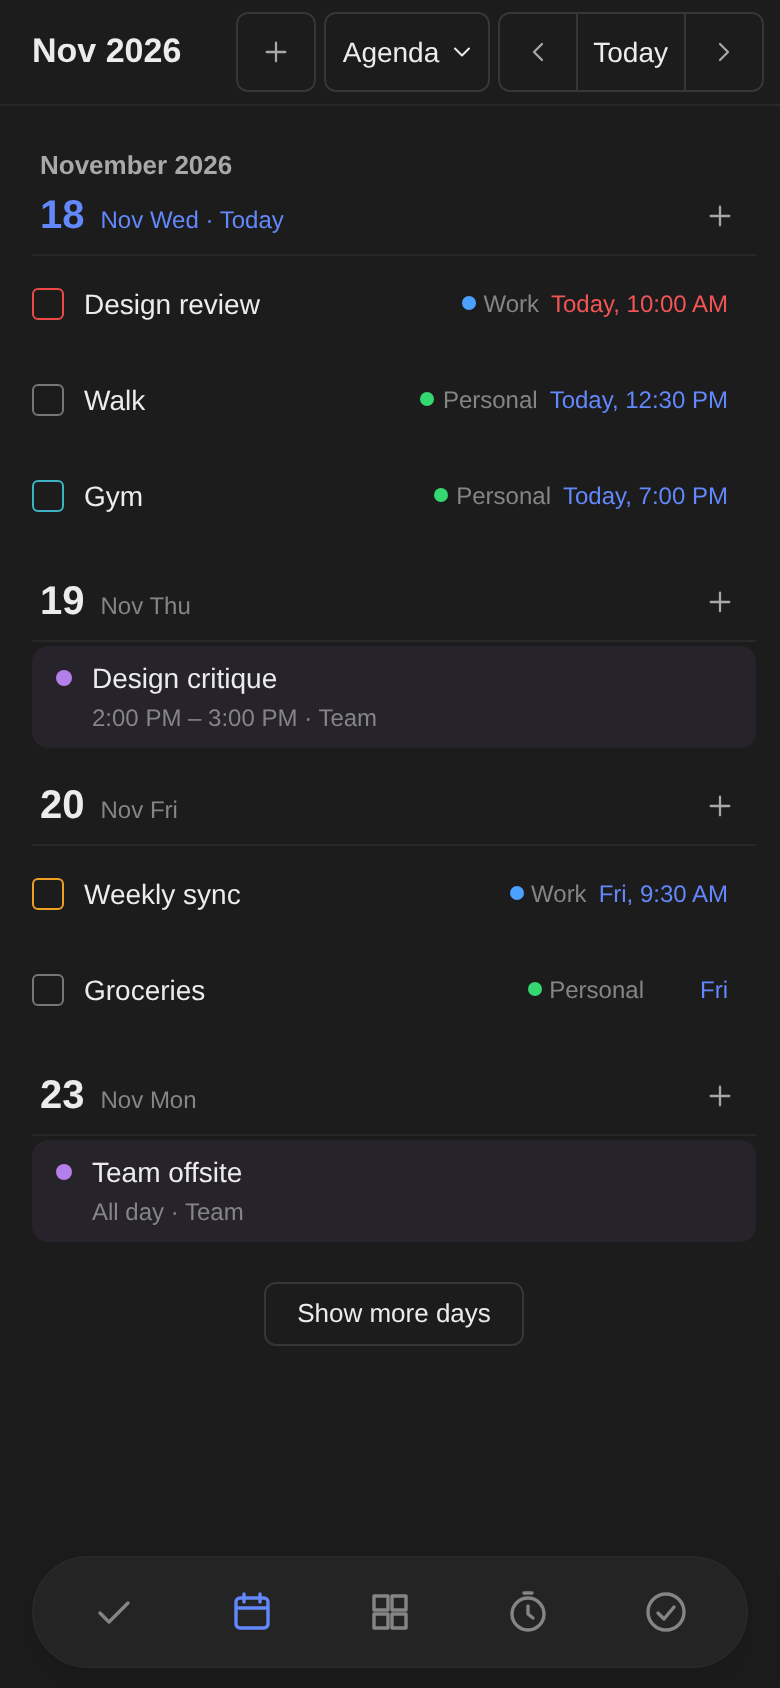 Nov 2026
Agenda
Today
November 2026
18 Nov Wed · Today
Design review Work Today, 10:00 AM
Walk Personal Today, 12:30 PM
Gym Personal Today, 7:00 PM
19 Nov Thu
Design critique
2:00 PM – 3:00 PM · Team
20 Nov Fri
Weekly sync Work Fri, 9:30 AM
Groceries Personal Fri
23 Nov Mon
Team offsite
All day · Team
Show more days